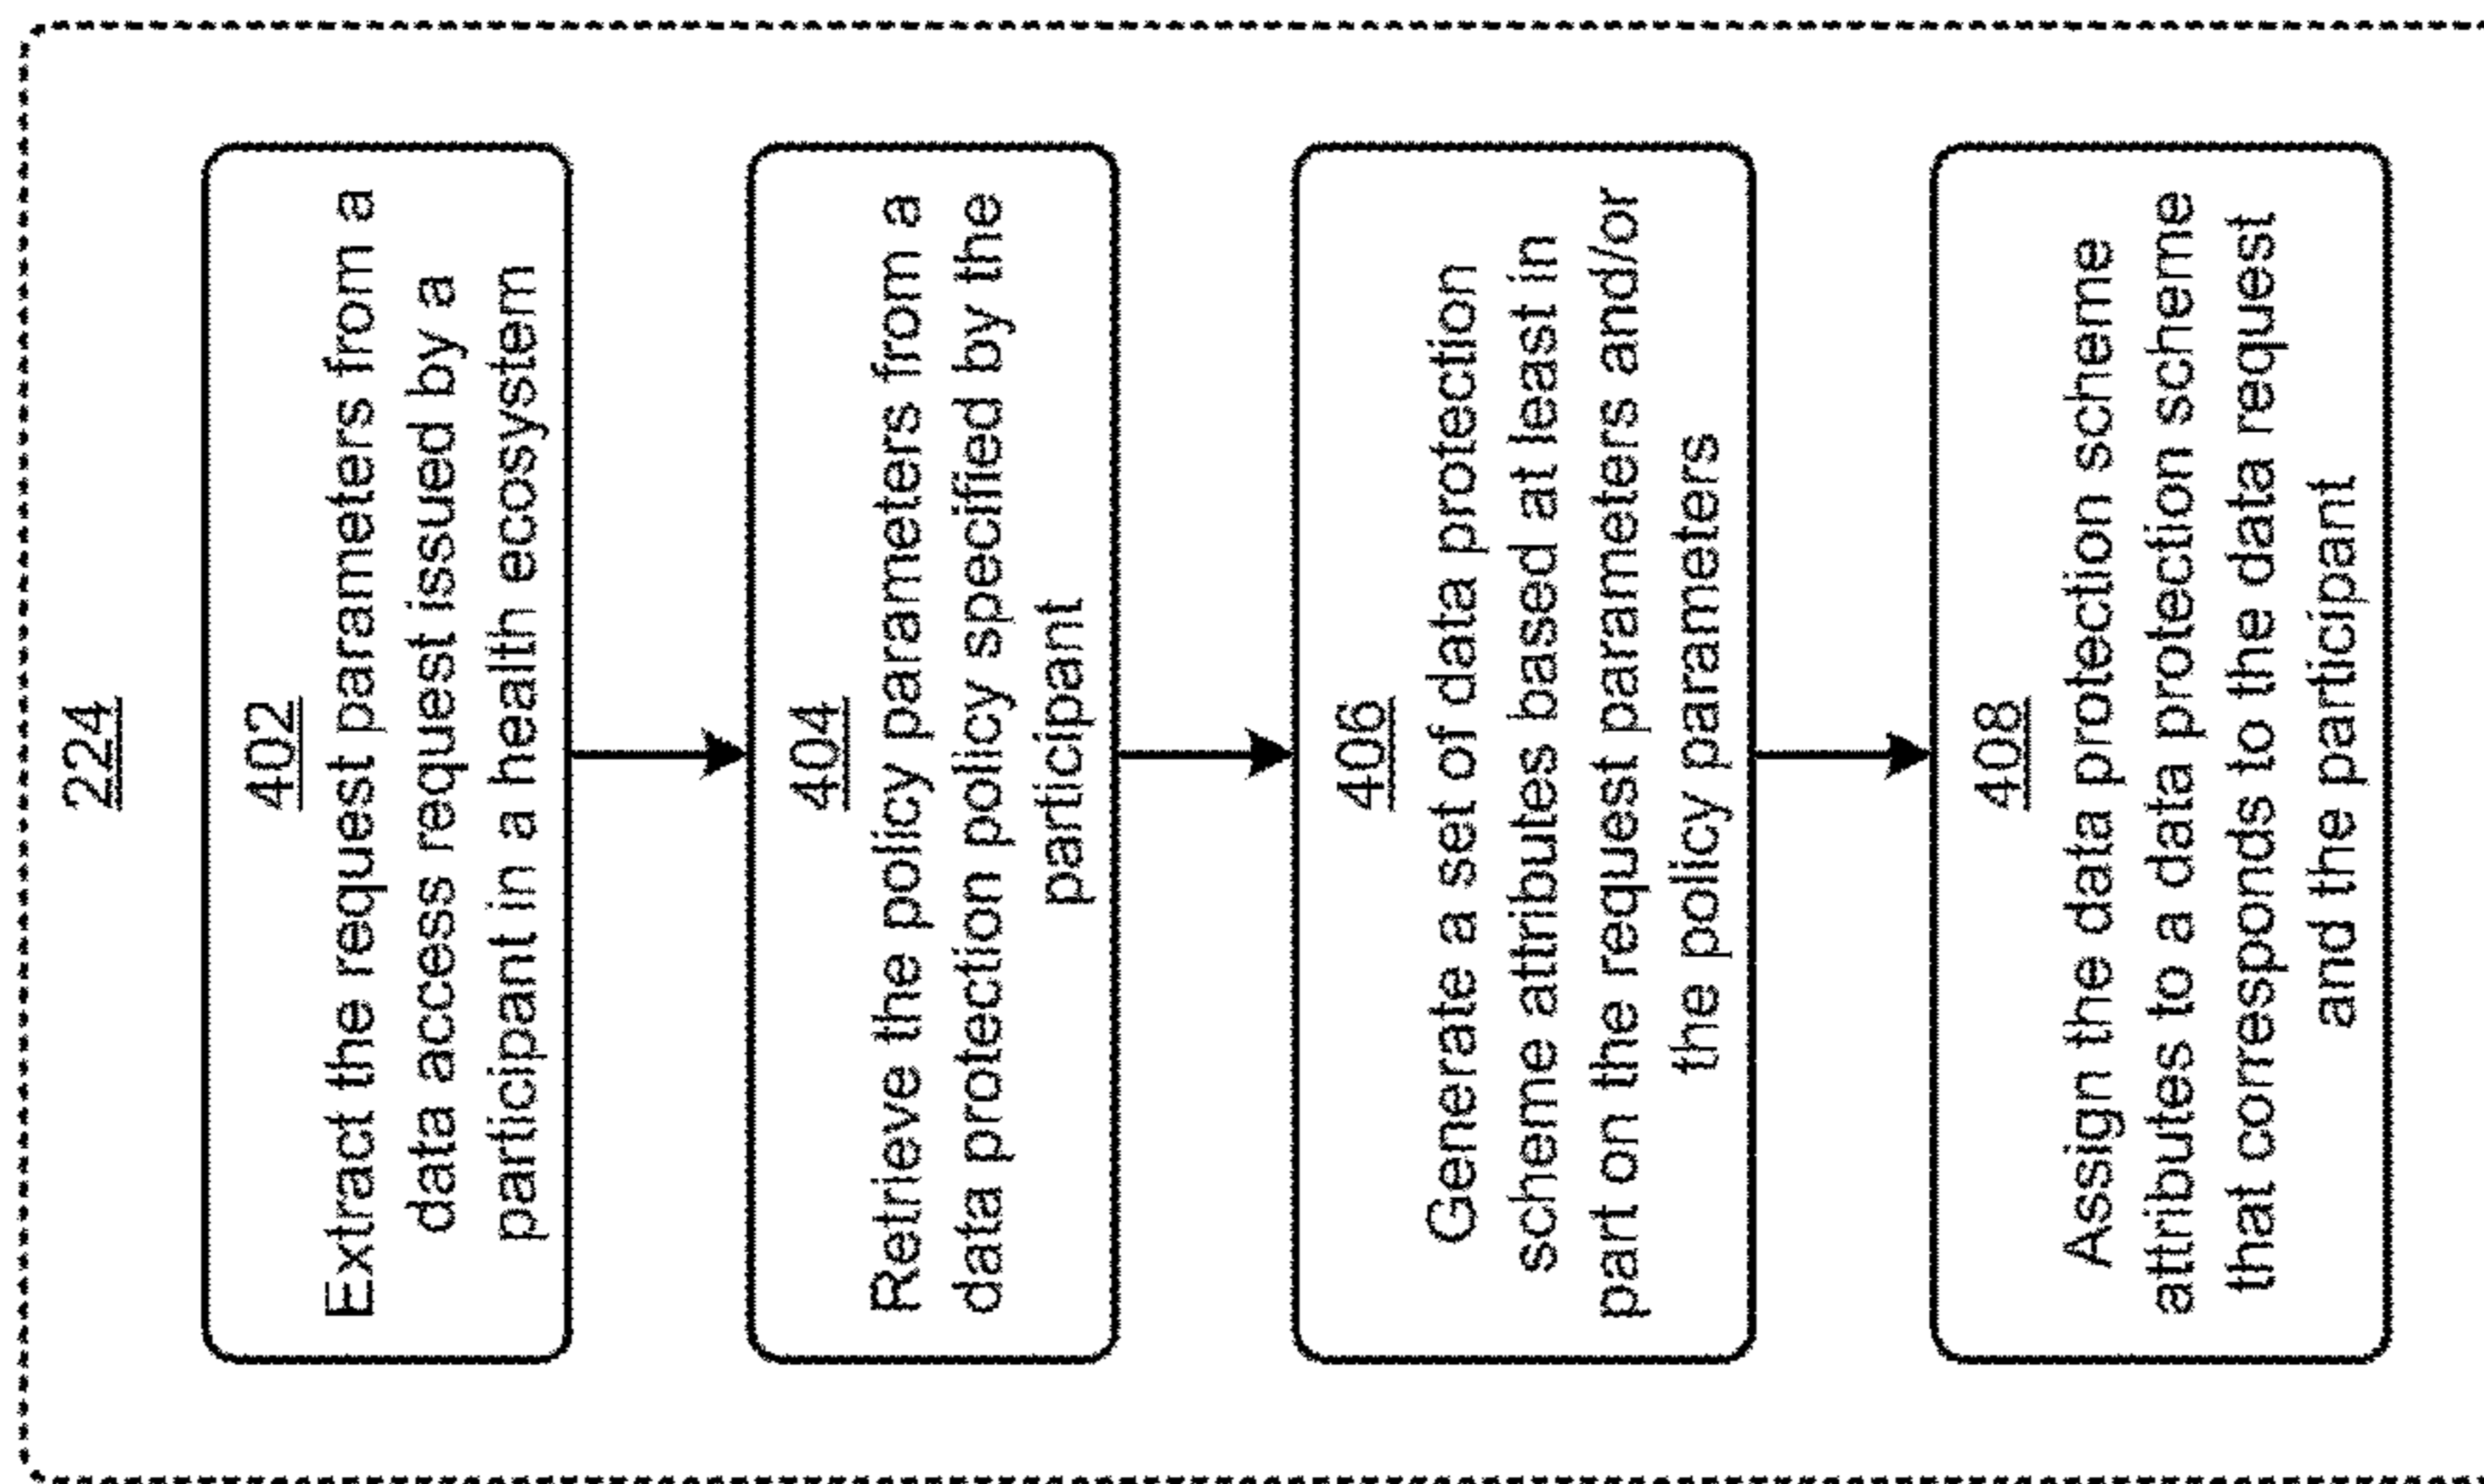 224
402
Extract the request parameters from a
data access request issued by a
participant in a health ecosystem
404
Retrieve the policy parameters from a
data protection policy specified by the
participant
406
Generate a set of data protection
scheme attributes based at least in
part on the request parameters and/or
the policy parameters
408
Assign the data protection scheme
attributes to a data protection scheme
that corresponds to the data request
and the participant